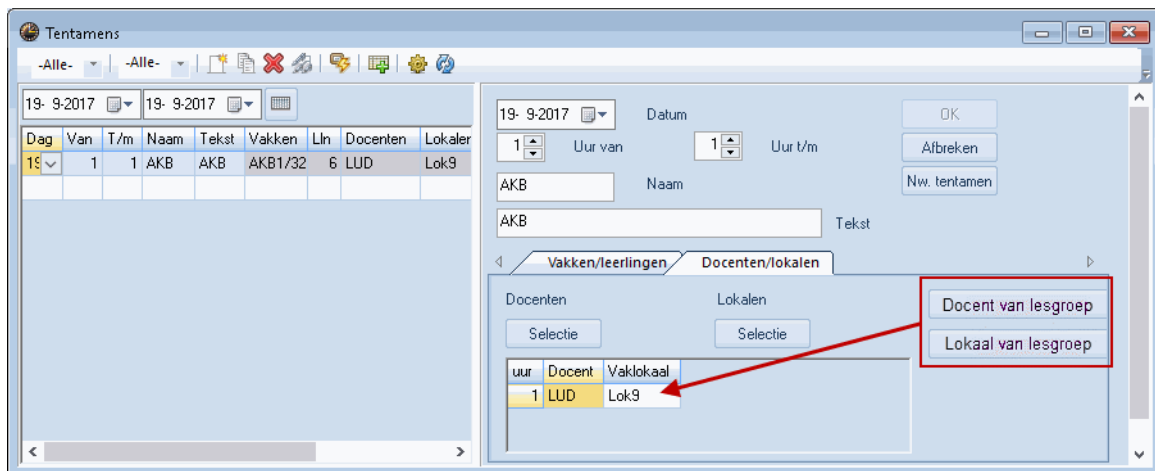 Tentamens
-Alle- -Alle-
19- 9-2017 19- 9-2017
Dag Van T/m Naam Tekst Vakken Lln Docenten Lokalen
19 1 1 AKB AKB AKB1/32 6 LUD Lok9
19- 9-2017 Datum OK
1 Uur van 1 Uur t/m Afbreken
AKB Naam Nw. tentamen
AKB Tekst
Vakken/leerlingen Docenten/lokalen
Docenten Lokalen Docent van lesgroep
Selectie Selectie Lokaal van lesgroep
uur Docent Vaklokaal
1 LUD Lok9